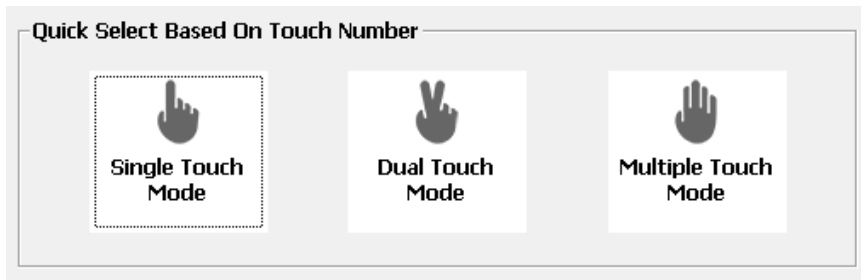 Quick Select Based On Touch Number
Single Touch
Mode
Dual Touch
Mode
Multiple Touch
Mode